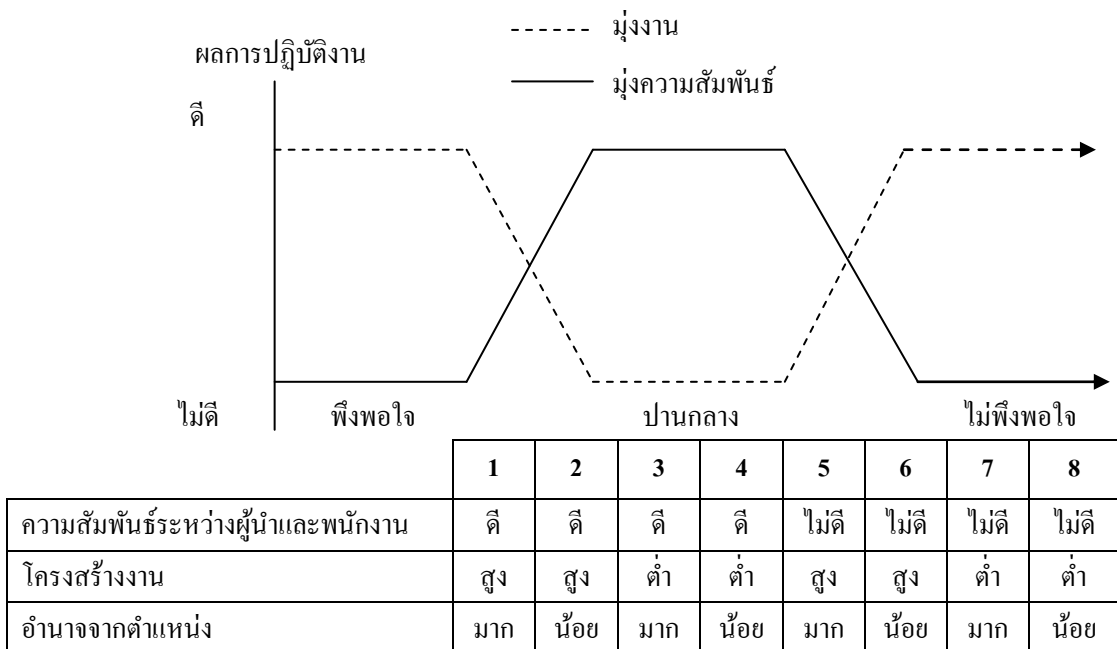 มุ่งงาน
ผลการปฏิบัติงาน
มุ่งความสัมพันธ์
ดี
ไม่ดี พึงพอใจ ปานกลาง ไม่พึงพอใจ
1 2 3 4 5 6 7 8
ความสัมพันธ์ระหว่างผู้นำและพนักงาน ดี ดี ดี ดี ไม่ดี ไม่ดี ไม่ดี ไม่ดี
โครงสร้างงาน สูง สูง ต่ำ ต่ำ สูง สูง ต่ำ ต่ำ
อำนาจจากตำแหน่ง มาก น้อย มาก น้อย มาก น้อย มาก น้อย